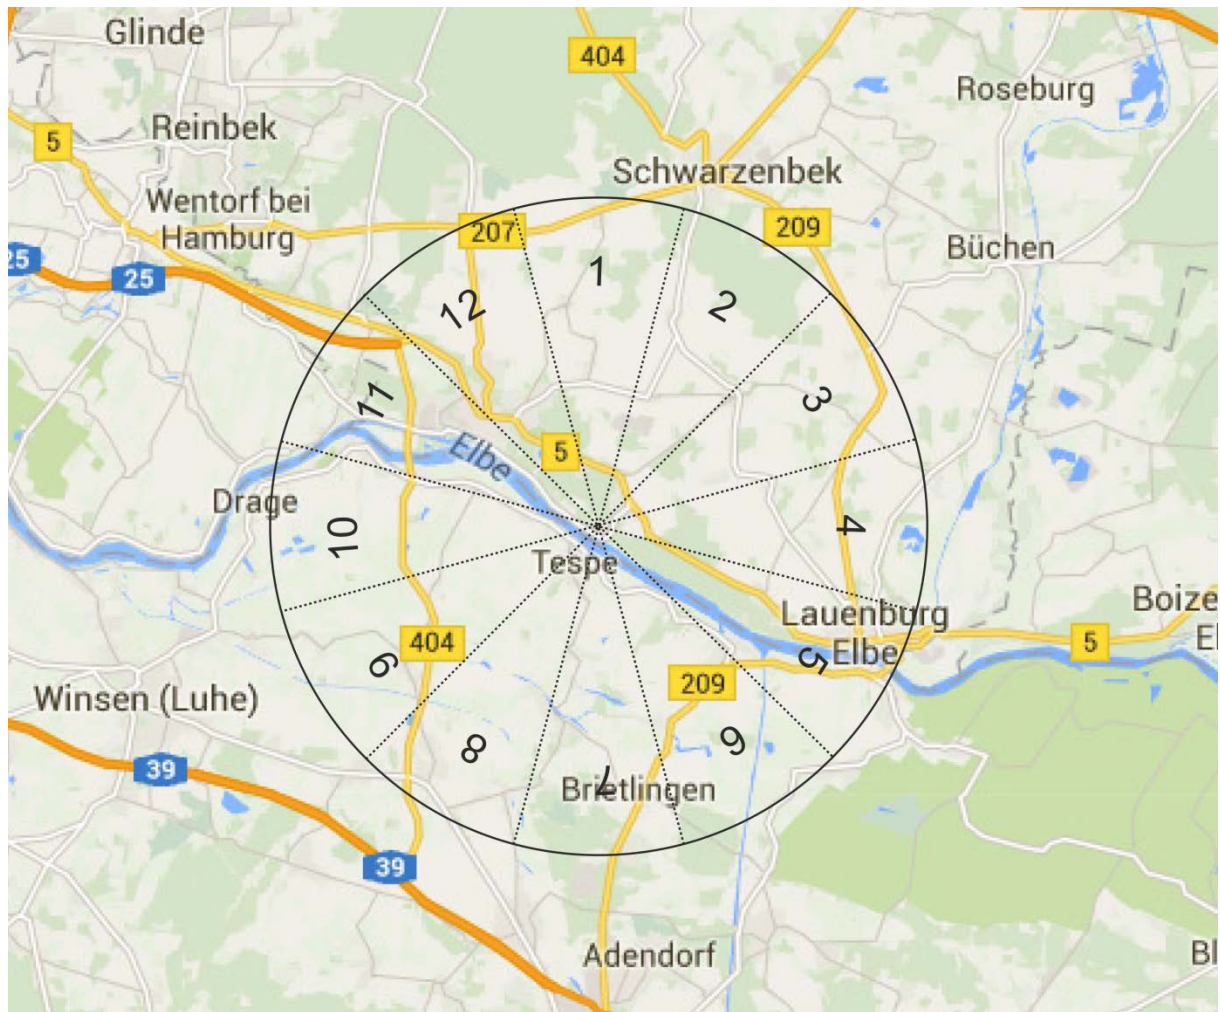 Glinde
404
Roseburg
5
Reinbek
Schwarzenbek
Wentorf bei
Hamburg
207
209
Büchen
25
25
1
2
12
3
11
Elbe
5
Drage
10
4
Tespe
Boize
Lauenburg
Elbe
El
5
404
9
5
209
Winsen (Luhe)
8
6
39
7
Brietlingen
39
Adendorf
Bl